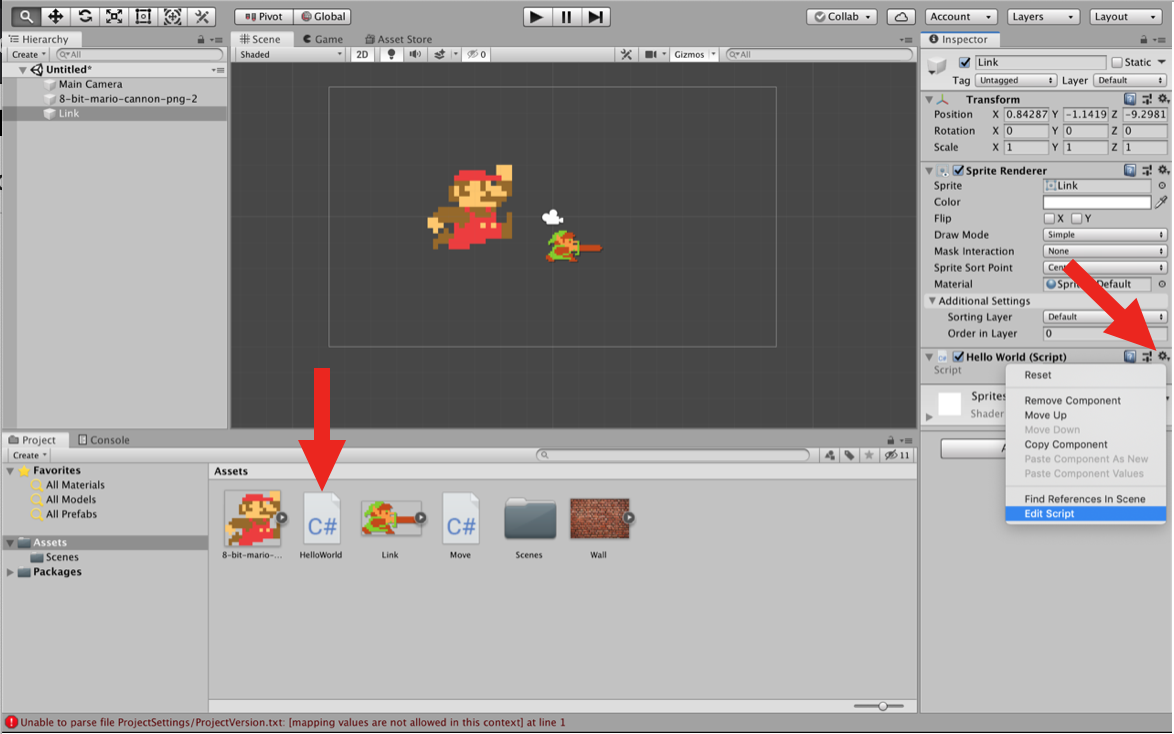 Pivot Global Collab Account Layers Layout
Hierarchy
Create All
Untitled*
Main Camera
8-bit-mario-cannon-png-2
Link
Scene Game Asset Store
Shaded 2D 0 Gizmos All
Inspector
Link Static
Tag Untagged Layer Default
Transform
Position X 0.84287 Y -1.1419 Z -9.2981
Rotation X 0 Y 0 Z 0
Scale X 1 Y 1 Z 1
Sprite Renderer
Sprite Link
Color
Flip X Y
Draw Mode Simple
Mask Interaction None
Sprite Sort Point
Material Default
Additional Settings
Sorting Layer Default
Order in Layer 0
C# Hello World (Script)
Script
Shader
Reset
Remove Component
Move Up
Move Down
Copy Component
Paste Component As New
Paste Component Values
Find References In Scene
Edit Script
Project Console
Create 11
Favorites
All Materials
All Models
All Prefabs
Assets
Scenes
Packages
Assets
C# C#
8-bit-mario-... HelloWorld Link Move Scenes Wall
Unable to parse file ProjectSettings/ProjectVersion.txt: [mapping values are not allowed in this context] at line 1